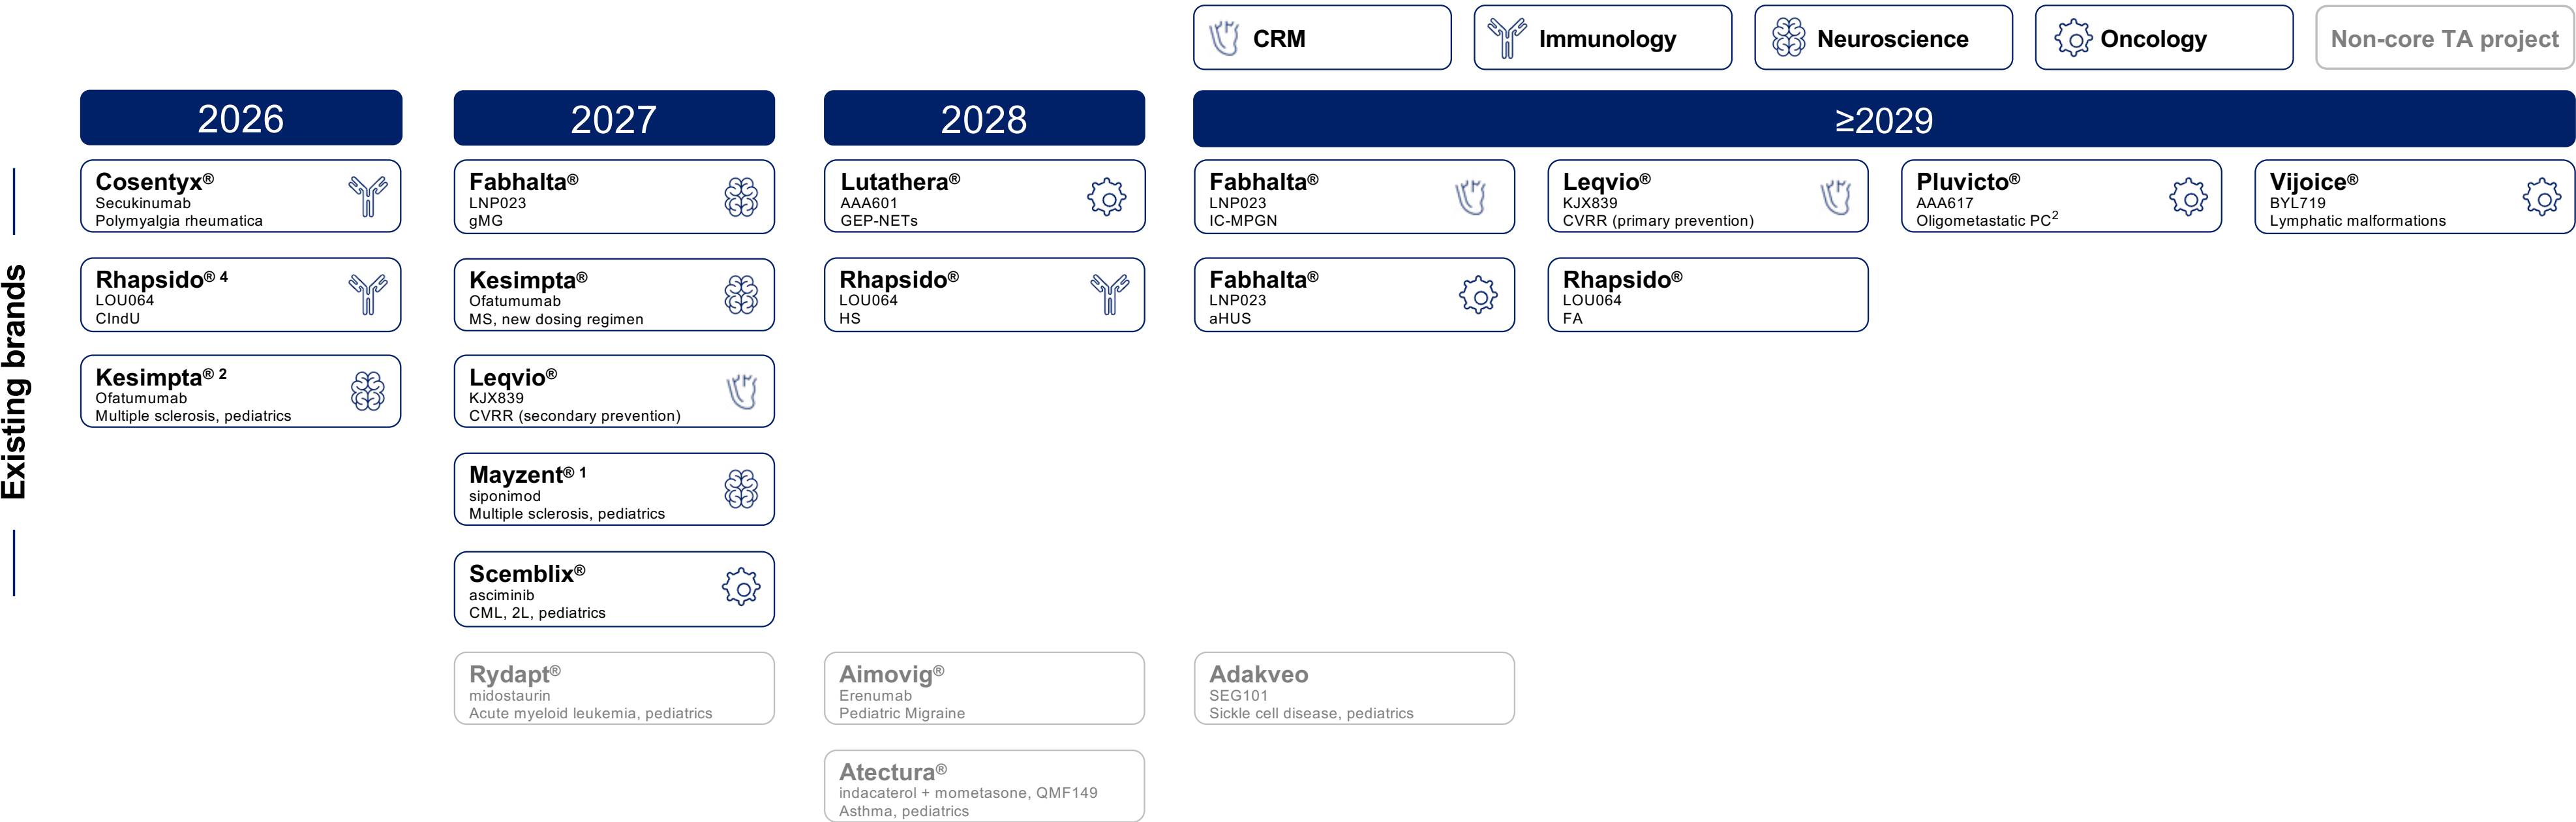 CRM
Immunology
Neuroscience
Oncology
Non-core TA project
2026
2027
2028
≥2029
Existing brands
Cosentyx®
Secukinumab
Polymyalgia rheumatica
Rhapsido® 4
LOU064
CIndU
Kesimpta® 2
Ofatumumab
Multiple sclerosis, pediatrics
Fabhalta®
LNP023
gMG
Kesimpta®
Ofatumumab
MS, new dosing regimen
Leqvio®
KJX839
CVRR (secondary prevention)
Mayzent® 1
siponimod
Multiple sclerosis, pediatrics
Scemblix®
asciminib
CML, 2L, pediatrics
Rydapt®
midostaurin
Acute myeloid leukemia, pediatrics
Lutathera®
AAA601
GEP-NETs
Rhapsido®
LOU064
HS
Aimovig®
Erenumab
Pediatric Migraine
Atectura®
indacaterol + mometasone, QMF149
Asthma, pediatrics
Fabhalta®
LNP023
IC-MPGN
Fabhalta®
LNP023
aHUS
Adakveo
SEG101
Sickle cell disease, pediatrics
Leqvio®
KJX839
CVRR (primary prevention)
Rhapsido®
LOU064
FA
Pluvicto®
AAA617
Oligometastatic PC2
Vijoice®
BYL719
Lymphatic malformations